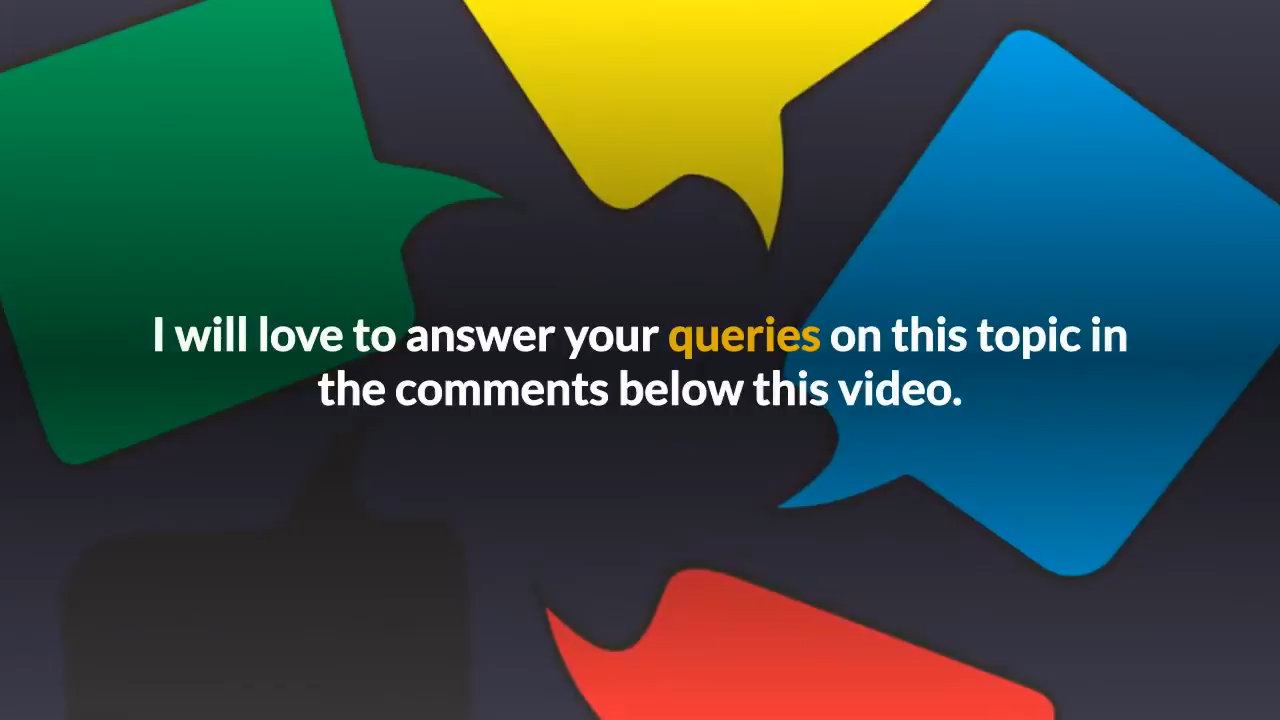 I will love to answer your queries on this topic in
the comments below this video.